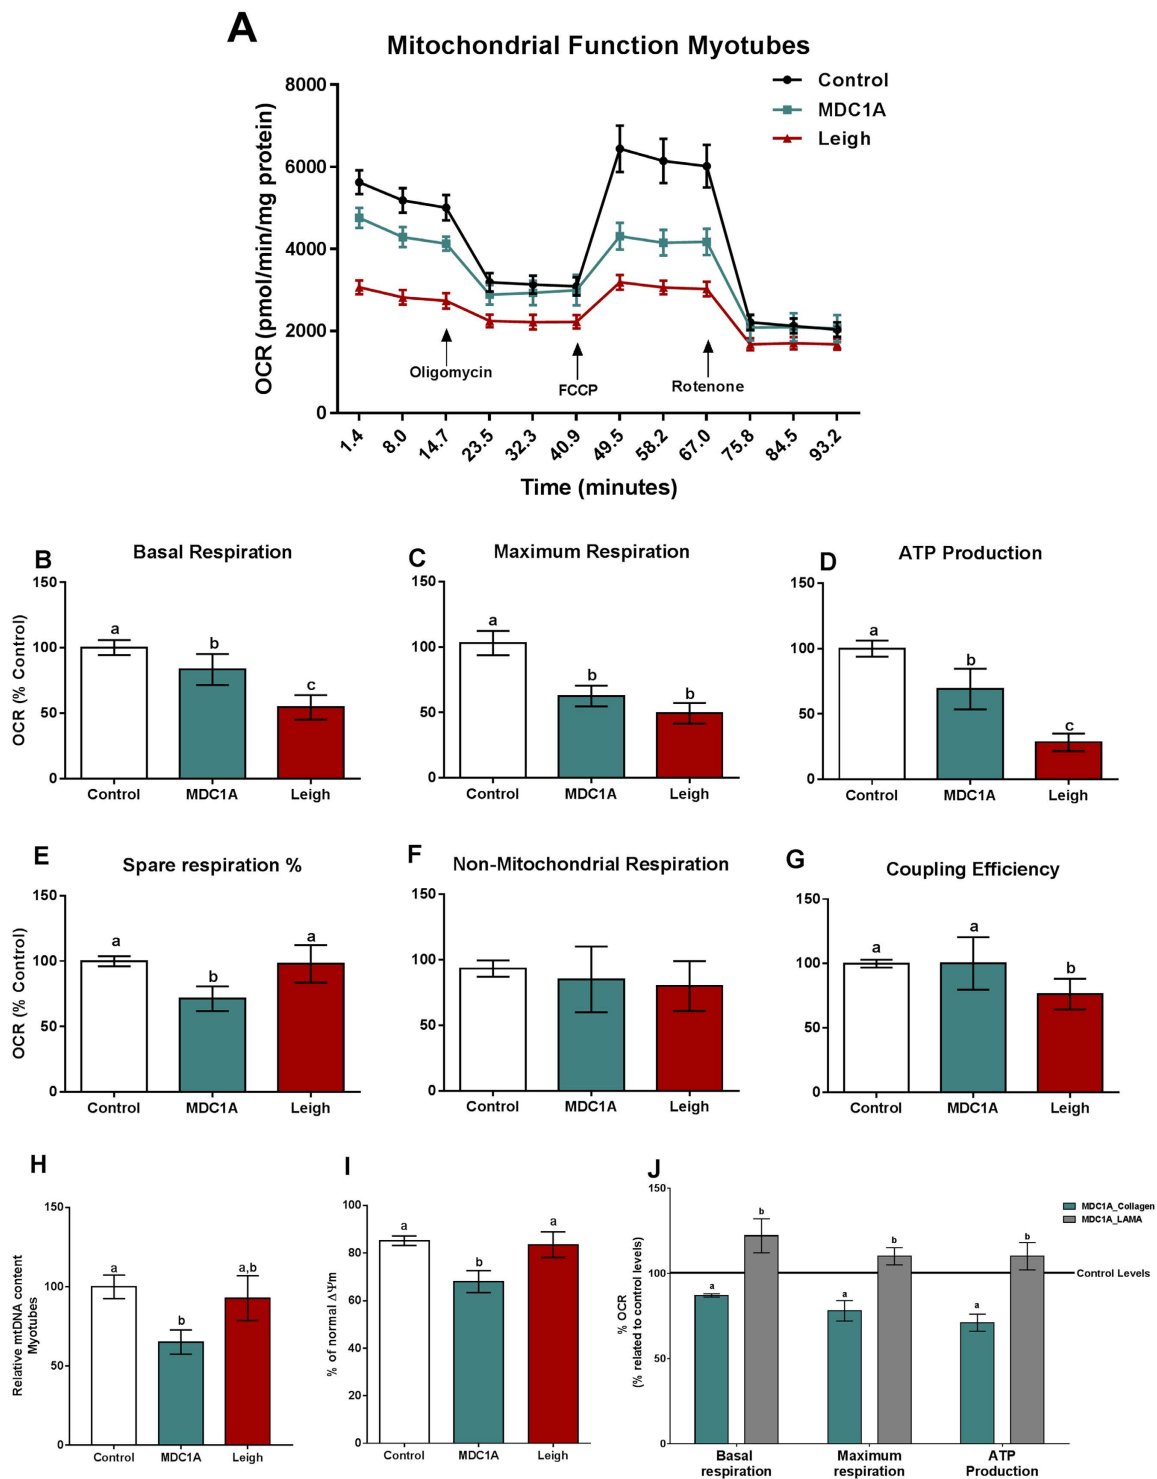 A
Mitochondrial Function Myotubes
Control
MDC1A
Leigh
OCR (pmol/min/mg protein)
8000
6000
4000
2000
0
Oligomycin
FCCP
Rotenone
1.4 8.0 14.7 23.5 32.3 40.9 49.5 58.2 67.0 75.8 84.5 93.2
Time (minutes)
B
Basal Respiration
OCR (% Control)
150
100
50
0
a
b
c
Control MDC1A Leigh
C
Maximum Respiration
150
100
50
0
a
b
b
Control MDC1A Leigh
D
ATP Production
150
100
50
0
a
b
c
Control MDC1A Leigh
E
Spare respiration %
OCR (% Control)
150
100
50
0
a
b
a
Control MDC1A Leigh
F
Non-Mitochondrial Respiration
150
100
50
0
Control MDC1A Leigh
G
Coupling Efficiency
150
100
50
0
a
a
b
Control MDC1A Leigh
H
Relative mtDNA content
Myotubes
150
100
50
0
a
b
a,b
Control MDC1A Leigh
I
% of normal ΔΨm
100
80
60
40
20
0
a
b
a
Control MDC1A Leigh
J
% OCR
(% related to control levels)
150
100
50
0
MDC1A_Collagen
MDC1A_LAMA
Control Levels
a
b
a
b
a
b
Basal
respiration
Maximum
respiration
ATP
Production